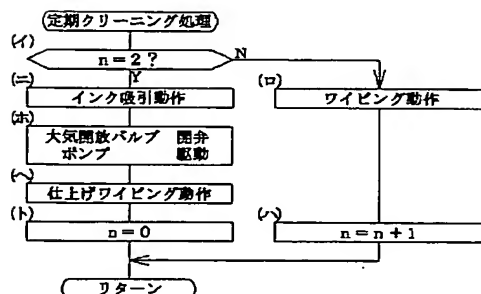 定期クリーニング処理
(イ)
n=2?
N
Y
(ニ)
インク吸引動作
(ロ)
ワイピング動作
(ホ)
大気開放バルブ 開弁
ポンプ 駆動
(ヘ)
仕上げワイピング動作
(ト)
n=0
(ハ)
n=n+1
リターン